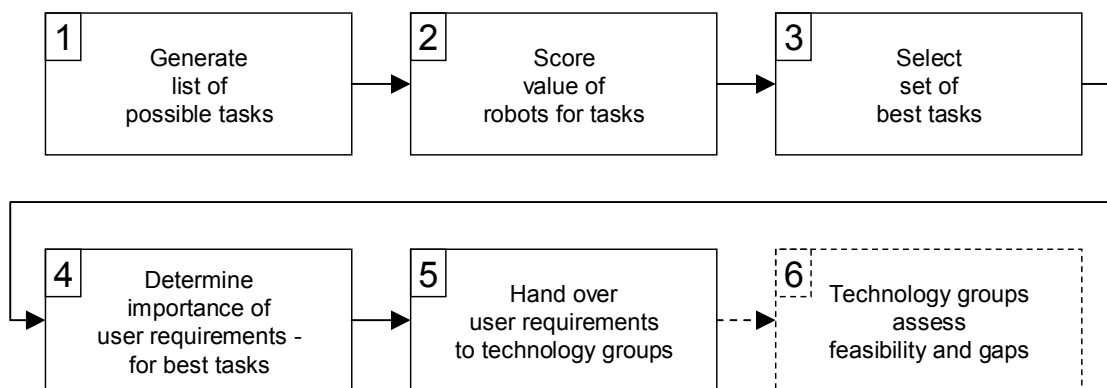 1
Generate
list of
possible tasks
2
Score
value of
robots for tasks
3
Select
set of
best tasks
4
Determine
importance of
user requirements -
for best tasks
5
Hand over
user requirements
to technology groups
6
Technology groups
assess
feasibility and gaps